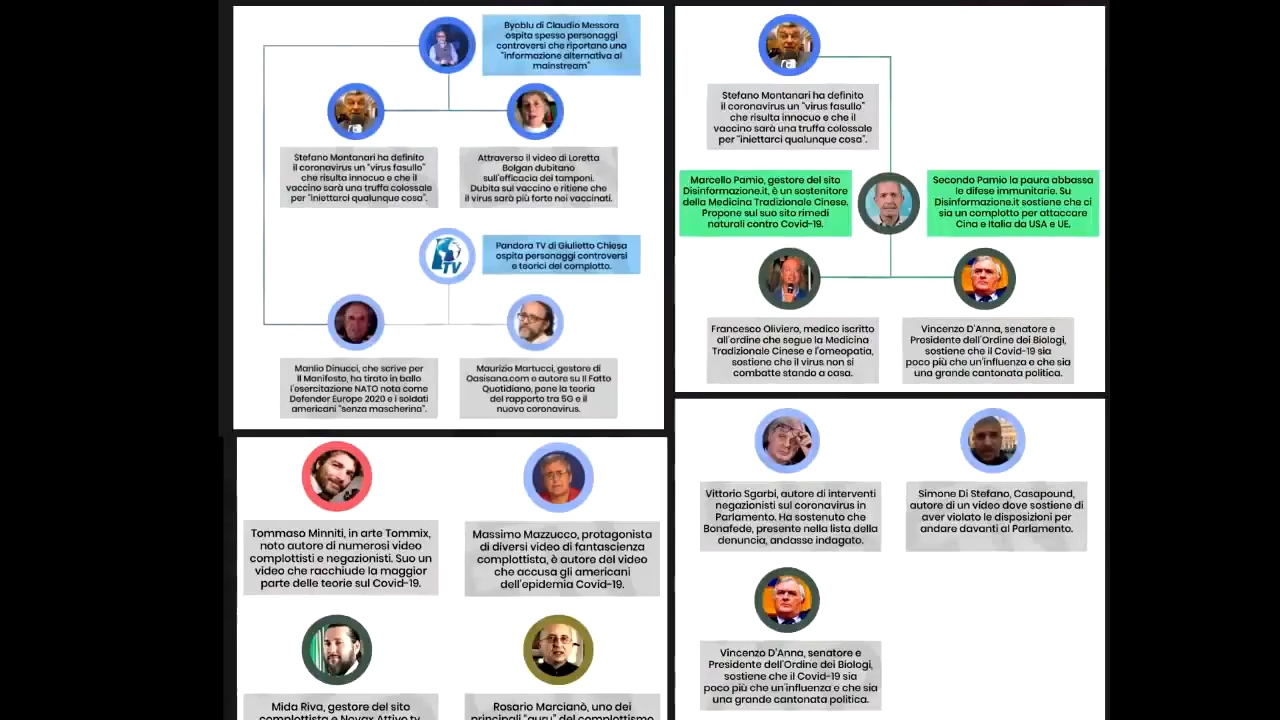 Byoblu di Claudio Messora
ospita spesso personaggi
controversi che riportano una
"informazione alternativa al
mainstream"
Stefano Montanari ha definito
il coronavirus un "virus fasullo"
che risulta innocuo e che il
vaccino sarà una truffa colossale
per "iniettarci qualunque cosa".
Attraverso il video di Loretta
Bolgan dubitano
sull'efficacia dei tamponi.
Dubita sul vaccino e ritiene che
il virus sarà più forte nei vaccinati.
TV
Pandora TV di Giulietto Chiesa
ospita personaggi controversi
e teorici del complotto.
Manlio Dinucci, che scrive per
Il Manifesto, ha tirato in ballo
l'esercitazione NATO nota come
Defender Europe 2020 e i soldati
americani "senza mascherina".
Maurizio Martucci, gestore di
Oasisana.com e autore su Il Fatto
Quotidiano, pone la teoria
del rapporto tra 5G e il
nuovo coronavirus.
Stefano Montanari ha definito
il coronavirus un "virus fasullo"
che risulta innocuo e che il
vaccino sarà una truffa colossale
per "iniettarci qualunque cosa".
Marcello Pamio, gestore del sito
Disinformazione.it, è un sostenitore
della Medicina Tradizionale Cinese.
Propone sul suo sito rimedi
naturali contro Covid-19.
Secondo Pamio la paura abbassa
le difese immunitarie. Su
Disinformazione.it sostiene che ci
sia un complotto per attaccare
Cina e Italia da USA e UE.
Francesco Oliviero, medico iscritto
all'ordine che segue la Medicina
Tradizionale Cinese e l'omeopatia,
sostiene che il virus non si
combatte stando a casa.
Vincenzo D'Anna, senatore e
Presidente dell'Ordine dei Biologi,
sostiene che il Covid-19 sia
poco più che un'influenza e che sia
una grande cantonata politica.
Tommaso Minniti, in arte Tommix,
noto autore di numerosi video
complottisti e negazionisti. Suo un
video che racchiude la maggior
parte delle teorie sul Covid-19.
Massimo Mazzucco, protagonista
di diversi video di fantascienza
complottista, è autore del video
che accusa gli americani
dell'epidemia Covid-19.
Mida Riva, gestore del sito
complottista e Novax Attivo.tv
Rosario Marcianò, uno dei
principali "guru" del complottismo
Vittorio Sgarbi, autore di interventi
negazionisti sul coronavirus in
Parlamento. Ha sostenuto che
Bonafede, presente nella lista della
denuncia, andasse indagato.
Simone Di Stefano, Casapound,
autore di un video dove sostiene di
aver violato le disposizioni per
andare davanti al Parlamento.
Vincenzo D'Anna, senatore e
Presidente dell'Ordine dei Biologi,
sostiene che il Covid-19 sia
poco più che un'influenza e che sia
una grande cantonata politica.